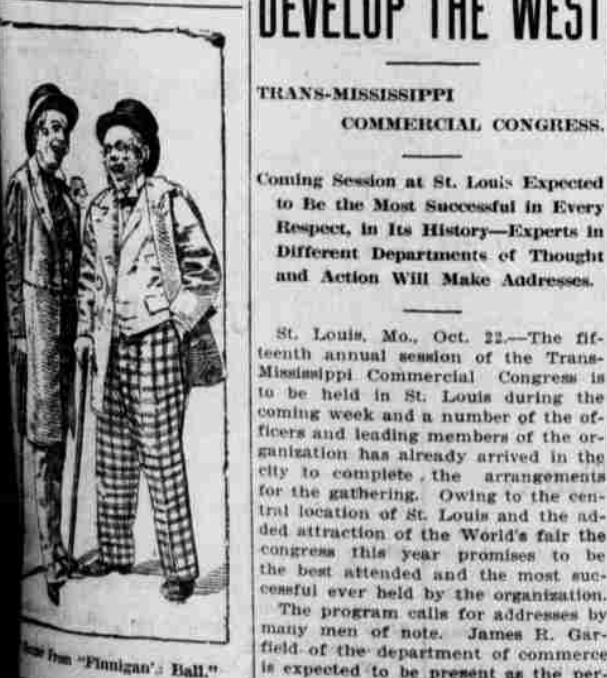 DEVELOP THE WEST
TRANS-MISSISSIPPI
COMMERCIAL CONGRESS.
Coming Session at St. Louis Expected
to Be the Most Successful in Every
Respect, in Its History—Experts in
Different Departments of Thought
and Action Will Make Addresses.
St. Louis, Mo., Oct. 22.—The fif-
teenth annual session of the Trans-
Mississippi Commercial Congress is
to be held in St. Louis during the
coming week and a number of the of-
ficers and leading members of the or-
ganization has already arrived in the
city to complete the arrangements
for the gathering. Owing to the cen-
tral location of St. Louis and the ad-
ded attraction of the World's fair the
congress this year promises to be
the best attended and the most suc-
cessful ever held by the organization.
The program calls for addresses by
many men of note. James R. Gar-
field of the department of commerce
is expected to be present as the per-
Scene From "Finnigan's Ball."